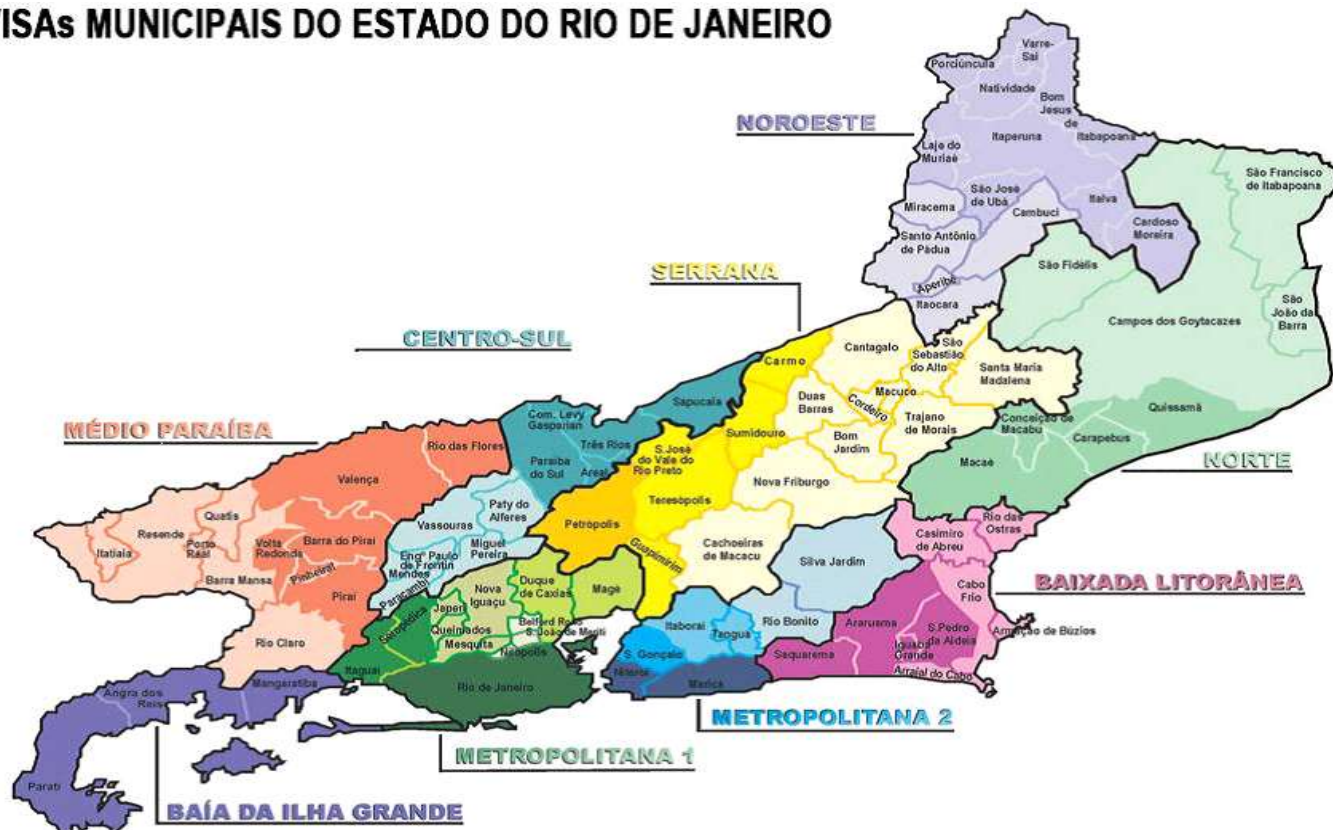 VISAs MUNICIPAIS DO ESTADO DO RIO DE JANEIRO
NOROESTE
Porciúncula
Varre-
Sai
Natividade
Bom
Jesus
de
Itabapoana
Itaperuna
Laje do
Muriaé
São José
de Ubá
Miracema
Cambuci
Italva
Cardoso
Moreira
Santo Antônio
de Pádua
Aperibé
Itaocara
São Francisco
de Itabapoana
São Fidélis
São
João da
Barra
Campos dos Goytacazes
SERRANA
CENTRO-SUL
Carmo
Cantagalo
São
Sebastião
do Alto
Santa Maria
Madalena
Macuco
Cordeiro
Duas
Barras
Trajano
de Morais
Sumidouro
Bom
Jardim
Nova Friburgo
S.José
do Vale do
Rio Preto
Teresópolis
Petrópolis
Guapimirim
Cachoeiras
de Macacu
Sapucaia
Com. Levy
Gasparian
Três Rios
Areal
Paraíba
do Sul
Conceição de
Macabu
Quissamã
Carapebus
Macaé
NORTE
MÉDIO PARAÍBA
Rio das Flores
Valença
Quatis
Resende
Itatiaia
Porto
Real
Volta
Redonda
Barra do Piraí
Barra Mansa
Pinheiral
Piraí
Rio Claro
Vassouras
Paty do
Alferes
Miguel
Pereira
Engº Paulo
de Frontin
Mendes
Paracambi
Rio das
Ostras
Casimiro
de Abreu
BAIXADA LITORÂNEA
Cabo
Frio
Armação de Búzios
Silva Jardim
Rio Bonito
Araruama
S.Pedro
da Aldeia
Iguaba
Grande
Saquarema
Arraial do Cabo
Nova
Iguaçu
Duque
de Caxias
Magé
Japeri
Seropédica
Queimados
Mesquita
Belford Roxo
S. João de Meriti
Nilópolis
Itaguaí
Rio de Janeiro
Itaboraí
Tangua
S. Gonçalo
Niterói
Maricá
Mangaratiba
Angra dos
Reis
Parati
METROPOLITANA 2
METROPOLITANA 1
BAÍA DA ILHA GRANDE